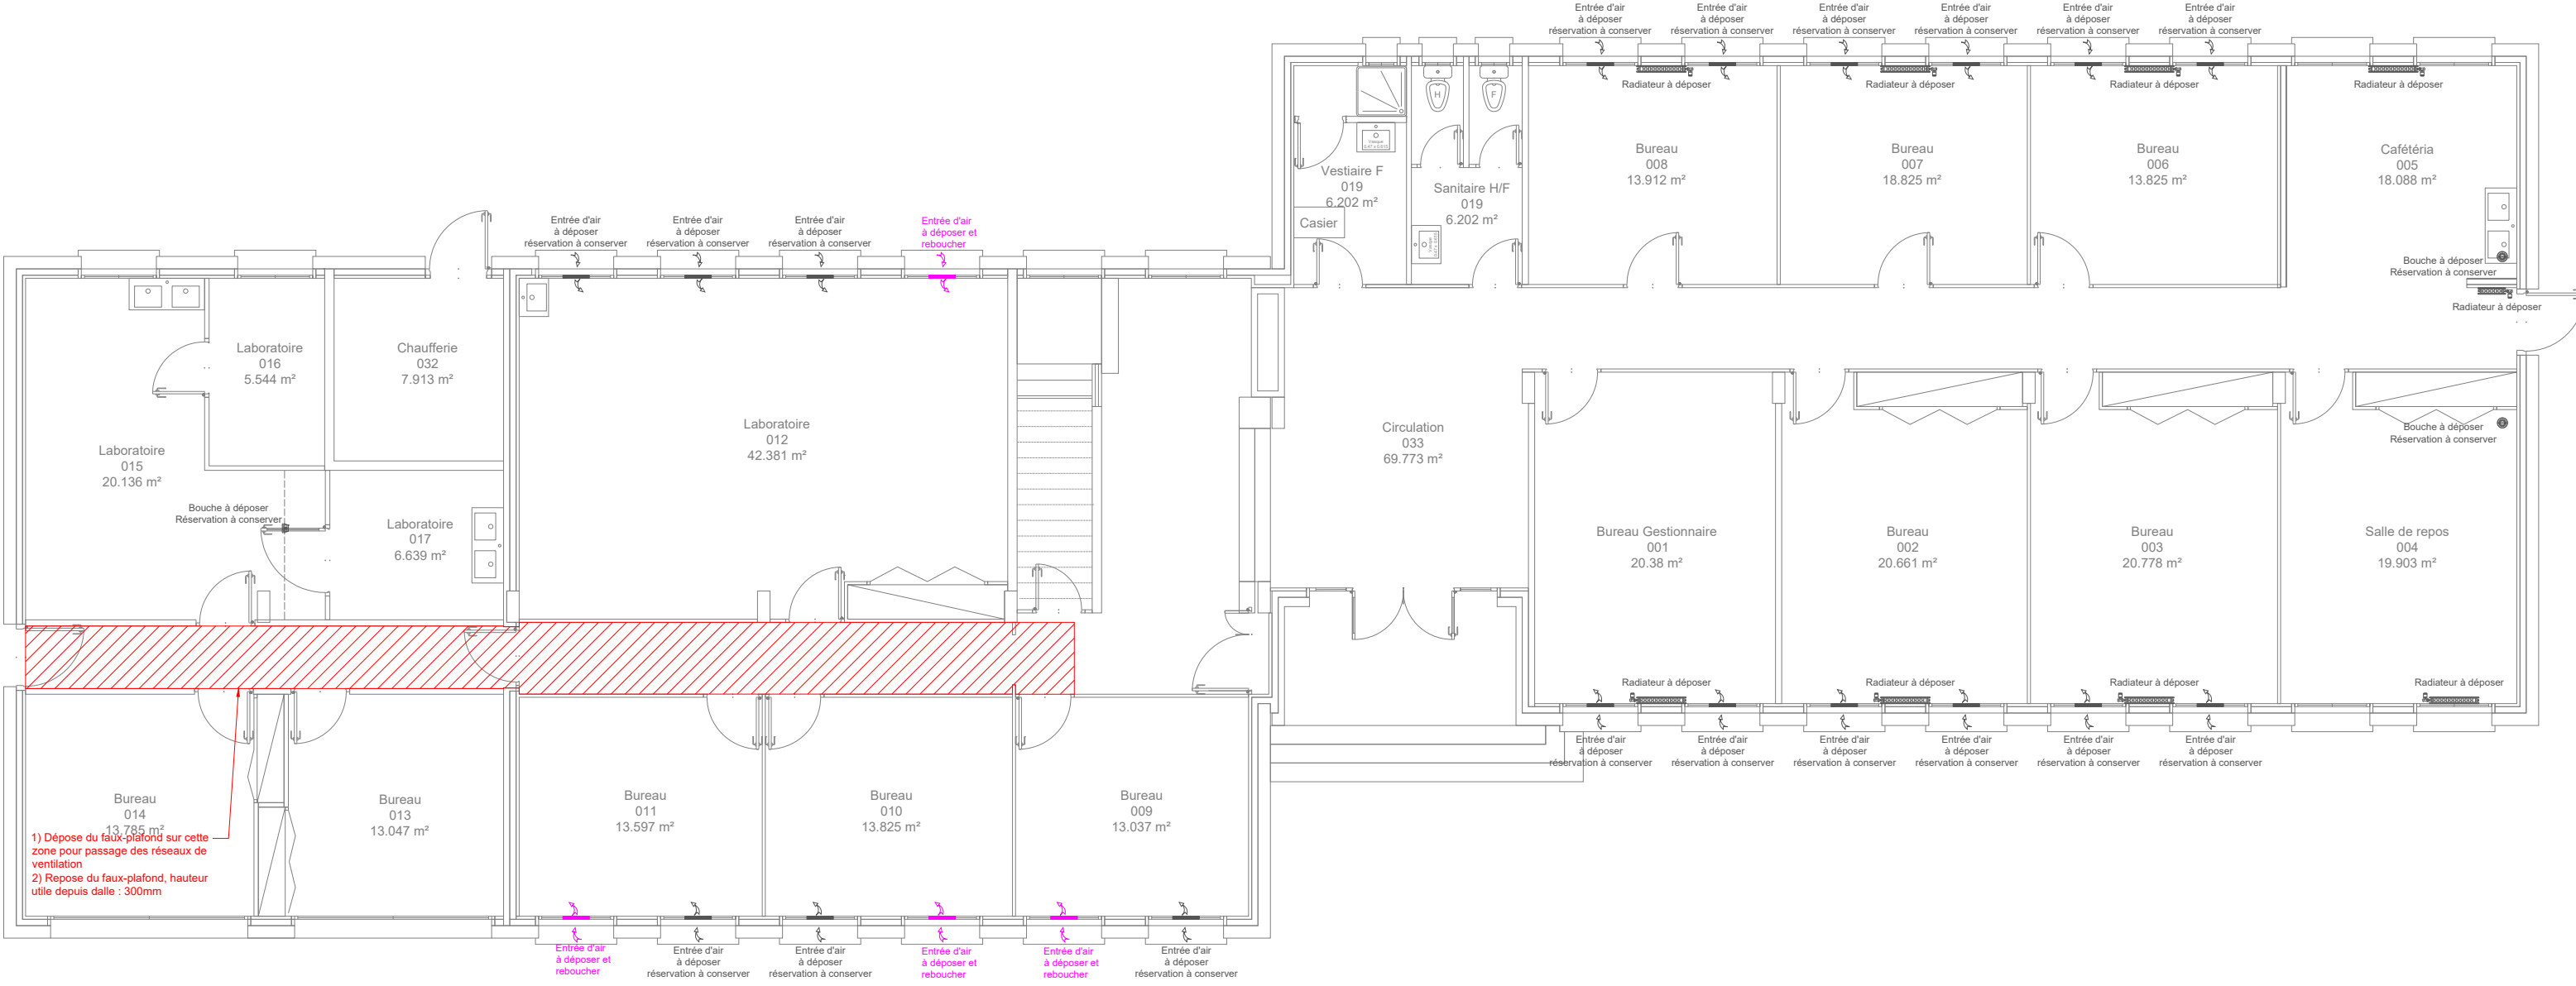 Entrée d'air
à déposer
réservation à conserver
Entrée d'air
à déposer
réservation à conserver
Entrée d'air
à déposer
réservation à conserver
Entrée d'air
à déposer
réservation à conserver
Entrée d'air
à déposer
réservation à conserver
Entrée d'air
à déposer
réservation à conserver
Radiateur à déposer
Radiateur à déposer
Radiateur à déposer
Radiateur à déposer
H
F
Vestiaire F
019
6.202 m²
Casier
Sanitaire H/F
019
6.202 m²
Bureau
008
13.912 m²
Bureau
007
18.825 m²
Bureau
006
13.825 m²
Cafétéria
005
18.088 m²
Bouche à déposer
Réservation à conserver
Radiateur à déposer
Entrée d'air
à déposer
réservation à conserver
Entrée d'air
à déposer
réservation à conserver
Entrée d'air
à déposer
réservation à conserver
Entrée d'air
à déposer et
reboucher
Laboratoire
016
5.544 m²
Chaufferie
032
7.913 m²
Laboratoire
015
20.136 m²
Laboratoire
012
42.381 m²
Circulation
033
69.773 m²
Bouche à déposer
Réservation à conserver
Bouche à déposer
Réservation à conserver
Laboratoire
017
6.639 m²
Bureau Gestionnaire
001
20.38 m²
Bureau
002
20.661 m²
Bureau
003
20.778 m²
Salle de repos
004
19.903 m²
Radiateur à déposer
Radiateur à déposer
Radiateur à déposer
Radiateur à déposer
Entrée d'air
à déposer
réservation à conserver
Entrée d'air
à déposer
réservation à conserver
Entrée d'air
à déposer
réservation à conserver
Entrée d'air
à déposer
réservation à conserver
Entrée d'air
à déposer
réservation à conserver
Entrée d'air
à déposer
réservation à conserver
Bureau
014
13.785 m²
Bureau
013
13.047 m²
Bureau
011
13.597 m²
Bureau
010
13.825 m²
Bureau
009
13.037 m²
1) Dépose du faux-plafond sur cette
zone pour passage des réseaux de
ventilation
2) Repose du faux-plafond, hauteur
utile depuis dalle : 300mm
Entrée d'air
à déposer et
reboucher
Entrée d'air
à déposer
réservation à conserver
Entrée d'air
à déposer
réservation à conserver
Entrée d'air
à déposer et
reboucher
Entrée d'air
à déposer et
reboucher
Entrée d'air
à déposer
réservation à conserver